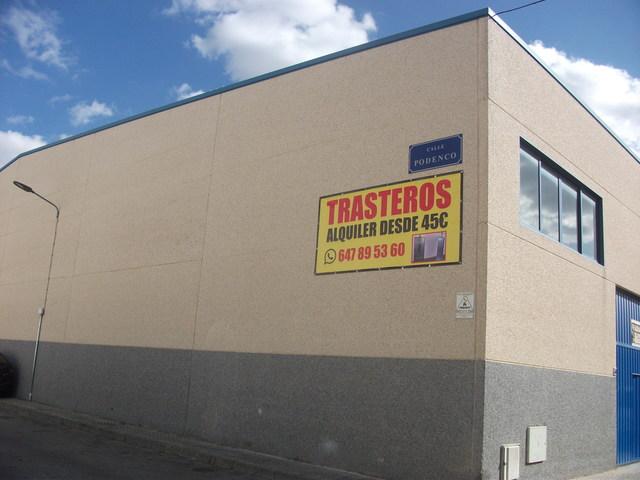 CALLE
PODENCO
TRASTEROS
ALQUILER DESDE 45€
647 89 53 60